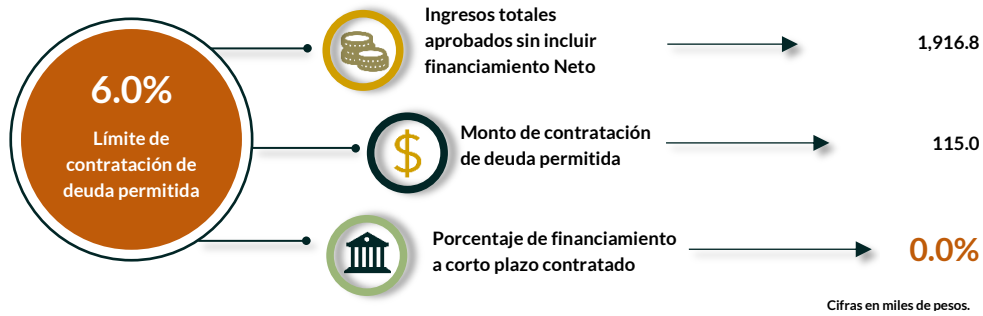 6.0%
Límite de
contratación de
deuda permitida
Ingresos totales
aprobados sin incluir
financiamiento Neto
1,916.8
$
Monto de contratación
de deuda permitida
115.0
Porcentaje de financiamiento
a corto plazo contratado
0.0%
Cifras en miles de pesos.